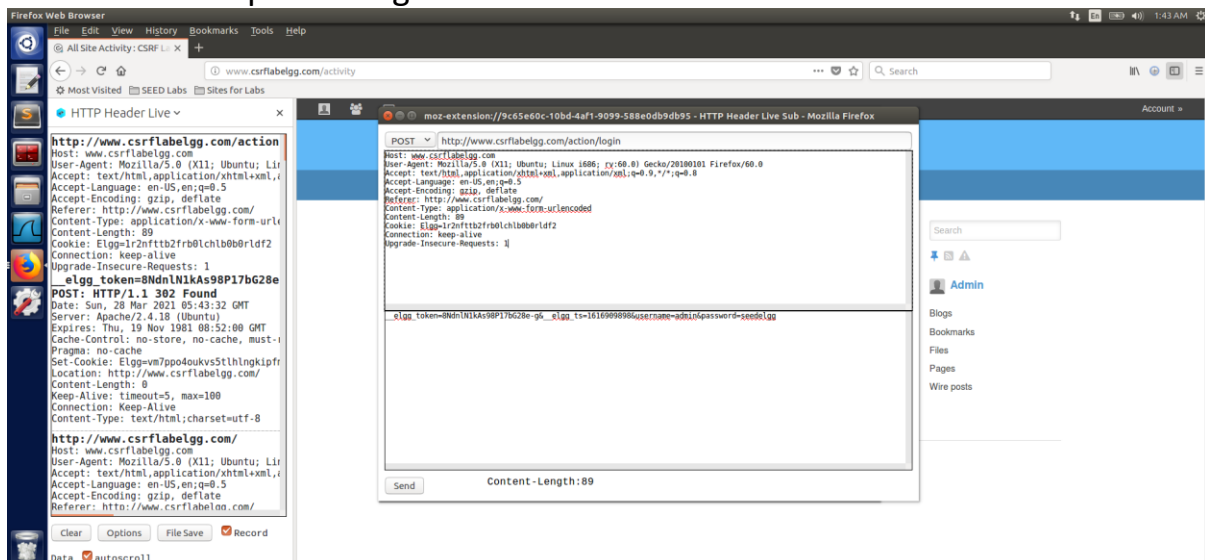 Firefox Web Browser
1:43 AM
File Edit View History Bookmarks Tools Help
All Site Activity: CSRF La
www.csrflabelgg.com/activity
Search
Most Visited SEED Labs Sites for Labs
HTTP Header Live
Account »
http://www.csrflabelgg.com/action
Host: www.csrflabelgg.com
User-Agent: Mozilla/5.0 (X11; Ubuntu; Lin
Accept: text/html,application/xhtml+xml,a
Accept-Language: en-US,en;q=0.5
Accept-Encoding: gzip, deflate
Referer: http://www.csrflabelgg.com/
Content-Type: application/x-www-form-urle
Content-Length: 89
Cookie: Elgg=1r2nfttb2frb0lchlb0b0rldf2
Connection: keep-alive
Upgrade-Insecure-Requests: 1
__elgg_token=8NdnlN1kAs98P17bG28e
POST: HTTP/1.1 302 Found
Date: Sun, 28 Mar 2021 05:43:32 GMT
Server: Apache/2.4.18 (Ubuntu)
Expires: Thu, 19 Nov 1981 08:52:00 GMT
Cache-Control: no-store, no-cache, must-r
Pragma: no-cache
Set-Cookie: Elgg=vm7ppo4oukvs5tlhlngkipfm
Location: http://www.csrflabelgg.com/
Content-Length: 0
Keep-Alive: timeout=5, max=100
Connection: Keep-Alive
Content-Type: text/html;charset=utf-8
http://www.csrflabelgg.com/
Host: www.csrflabelgg.com
User-Agent: Mozilla/5.0 (X11; Ubuntu; Lin
Accept: text/html,application/xhtml+xml,a
Accept-Language: en-US,en;q=0.5
Accept-Encoding: gzip, deflate
Referer: http://www.csrflabelgg.com/
Clear Options File Save Record
Data autoscroll
moz-extension://9c65e60c-10bd-4af1-9099-588e0db9db95 - HTTP Header Live Sub - Mozilla Firefox
POST http://www.csrflabelgg.com/action/login
Host: www.csrflabelgg.com
User-Agent: Mozilla/5.0 (X11; Ubuntu; Linux i686; rv:60.0) Gecko/20100101 Firefox/60.0
Accept: text/html,application/xhtml+xml,application/xml;q=0.9,*/*;q=0.8
Accept-Language: en-US,en;q=0.5
Accept-Encoding: gzip, deflate
Referer: http://www.csrflabelgg.com/
Content-Type: application/x-www-form-urlencoded
Content-Length: 89
Cookie: Elgg=1r2nfttb2frb0lchlb0b0rldf2
Connection: keep-alive
Upgrade-Insecure-Requests: 1
__elgg_token=8NdnlN1kAs98P17bG28e-g&__elgg_ts=1616909898&username=admin&password=seedelgg
Send Content-Length:89
Search
Admin
Blogs
Bookmarks
Files
Pages
Wire posts